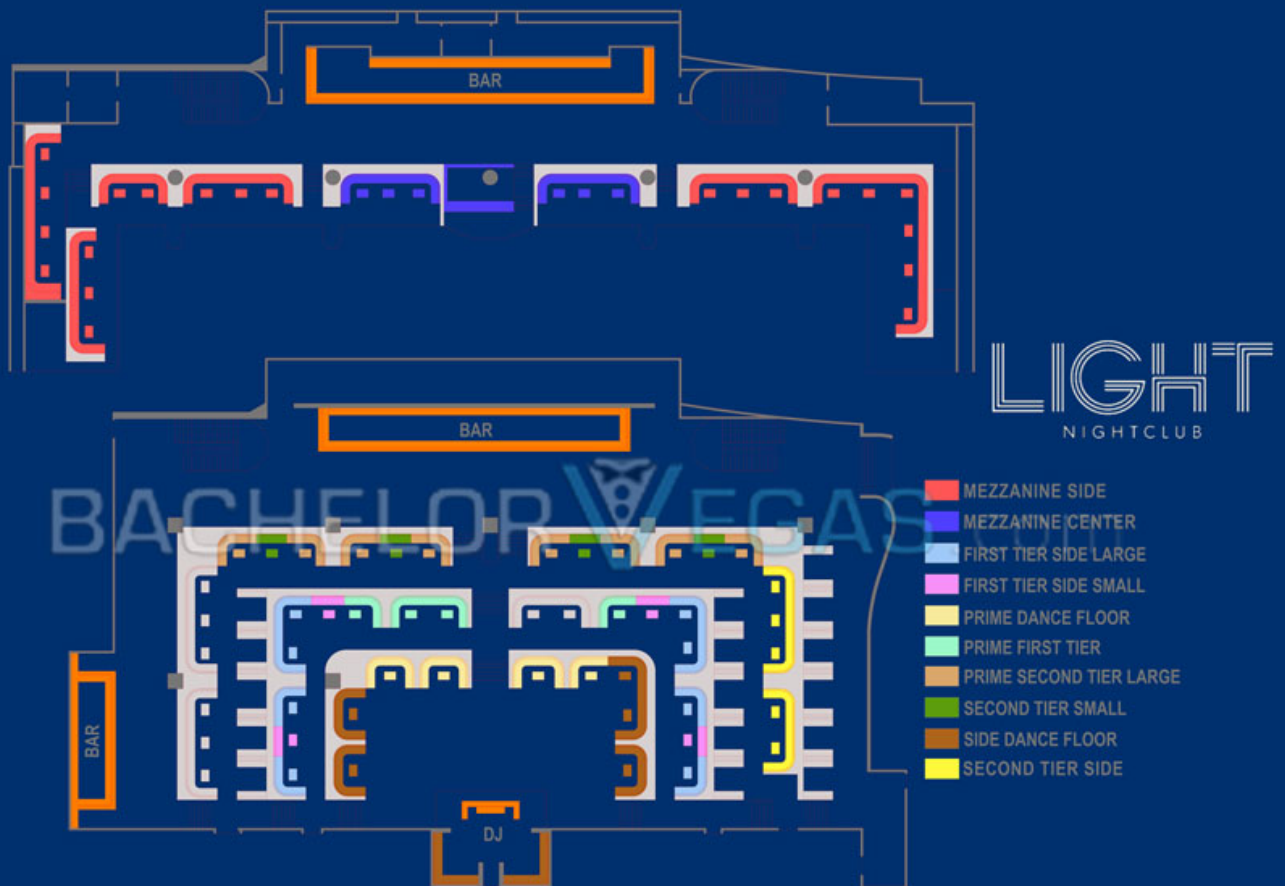 BAR
LIGHT
NIGHTCLUB
BAR
BACHELOR VEGAS.com
MEZZANINE SIDE
MEZZANINE CENTER
FIRST TIER SIDE LARGE
FIRST TIER SIDE SMALL
PRIME DANCE FLOOR
PRIME FIRST TIER
PRIME SECOND TIER LARGE
SECOND TIER SMALL
SIDE DANCE FLOOR
SECOND TIER SIDE
BAR
DJ